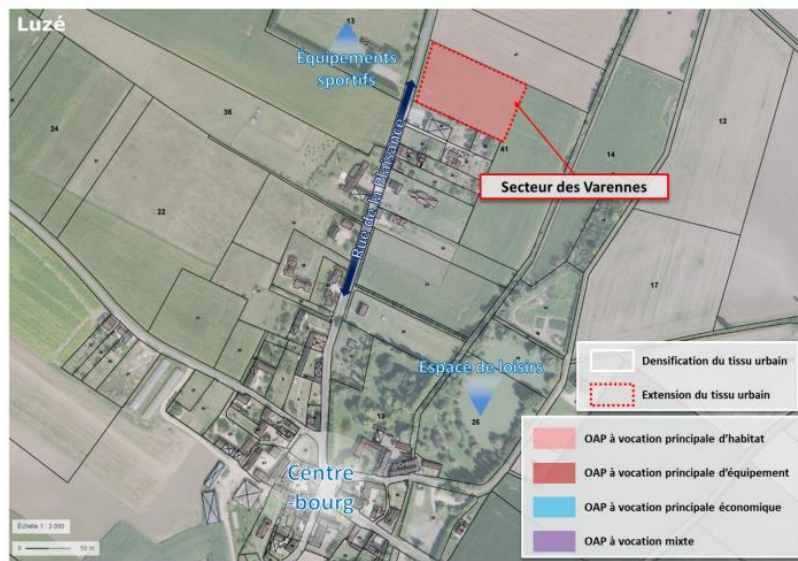 Luzé
13
Équipements
sportifs
36
24
22
41
14
12
17
Secteur des Varennes
Rue de la Plaisance
Espace de loisirs
26
13
Centre
-bourg
Densification du tissu urbain
Extension du tissu urbain
OAP à vocation principale d'habitat
OAP à vocation principale d'équipement
OAP à vocation principale économique
OAP à vocation mixte
Échelle 1 : 3 000
0 50 m